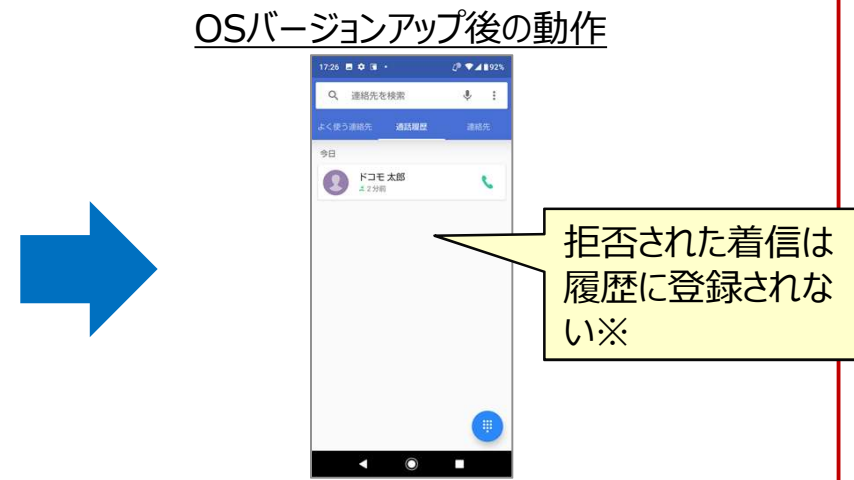 OSバージョンアップ後の動作
17:26
92%
連絡先を検索
よく使う連絡先 通話履歴 連絡先
今日
ドコモ 太郎
2 分前
拒否された着信は
履歴に登録されな
い※